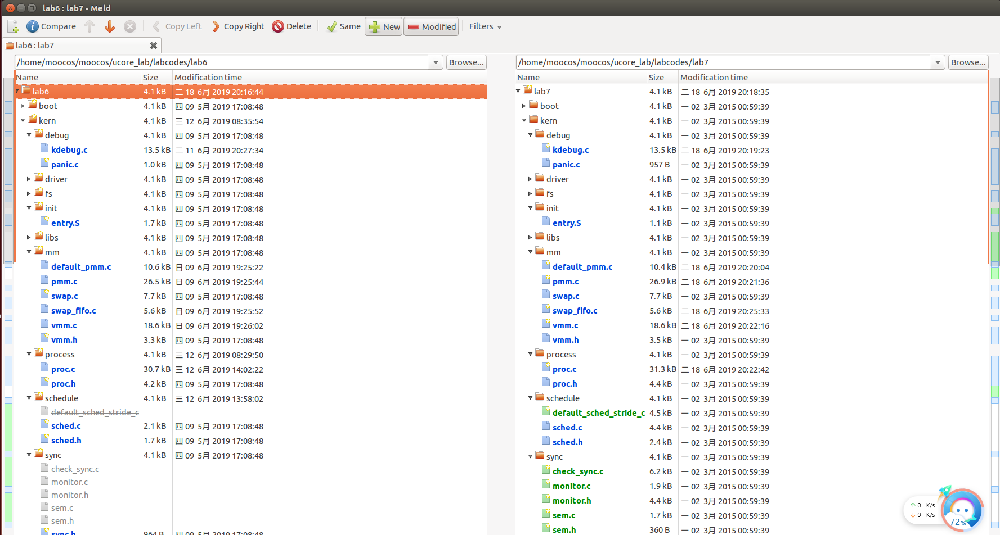 lab6 : lab7 - Meld
Compare Copy Left Copy Right Delete Same New Modified Filters
lab6 : lab7
/home/moocos/moocos/ucore_lab/labcodes/lab6 Browse... /home/moocos/moocos/ucore_lab/labcodes/lab7 Browse...
Name Size Modification time Name Size Modification time
lab6 4.1 kB 二 18 6月 2019 20:16:44 lab7 4.1 kB 二 18 6月 2019 20:18:35
boot 4.1 kB 四 09 5月 2019 17:08:48 boot 4.1 kB 一 02 3月 2015 00:59:39
kern 4.1 kB 三 12 6月 2019 08:35:54 kern 4.1 kB 一 02 3月 2015 00:59:39
debug 4.1 kB 四 09 5月 2019 17:08:48 debug 4.1 kB 一 02 3月 2015 00:59:39
kdebug.c 13.5 kB 二 11 6月 2019 20:27:34 kdebug.c 13.5 kB 二 18 6月 2019 20:19:23
panic.c 1.0 kB 四 09 5月 2019 17:08:48 panic.c 957 B 一 02 3月 2015 00:59:39
driver 4.1 kB 四 09 5月 2019 17:08:48 driver 4.1 kB 一 02 3月 2015 00:59:39
fs 4.1 kB 四 09 5月 2019 17:08:48 fs 4.1 kB 一 02 3月 2015 00:59:39
init 4.1 kB 四 09 5月 2019 17:08:48 init 4.1 kB 一 02 3月 2015 00:59:39
entry.S 1.7 kB 四 09 5月 2019 17:08:48 entry.S 1.1 kB 一 02 3月 2015 00:59:39
libs 4.1 kB 四 09 5月 2019 17:08:48 libs 4.1 kB 一 02 3月 2015 00:59:39
mm 4.1 kB 四 09 5月 2019 17:08:48 mm 4.1 kB 一 02 3月 2015 00:59:39
default_pmm.c 10.6 kB 日 09 6月 2019 19:25:22 default_pmm.c 10.4 kB 二 18 6月 2019 20:20:04
pmm.c 26.5 kB 日 09 6月 2019 19:25:44 pmm.c 26.9 kB 二 18 6月 2019 20:21:36
swap.c 7.7 kB 四 09 5月 2019 17:08:48 swap.c 7.7 kB 一 02 3月 2015 00:59:39
swap_fifo.c 5.6 kB 日 09 6月 2019 19:25:52 swap_fifo.c 5.6 kB 二 18 6月 2019 20:25:33
vmm.c 18.6 kB 日 09 6月 2019 19:26:02 vmm.c 18.6 kB 二 18 6月 2019 20:22:16
vmm.h 3.3 kB 四 09 5月 2019 17:08:48 vmm.h 3.5 kB 一 02 3月 2015 00:59:39
process 4.1 kB 三 12 6月 2019 08:29:50 process 4.1 kB 一 02 3月 2015 00:59:39
proc.c 30.7 kB 三 12 6月 2019 14:02:22 proc.c 31.3 kB 二 18 6月 2019 20:22:42
proc.h 4.2 kB 四 09 5月 2019 17:08:48 proc.h 4.4 kB 一 02 3月 2015 00:59:39
schedule 4.1 kB 三 12 6月 2019 13:58:02 schedule 4.1 kB 一 02 3月 2015 00:59:39
default_sched_stride_c default_sched_stride_c 4.5 kB 一 02 3月 2015 00:59:39
sched.c 2.1 kB 四 09 5月 2019 17:08:48 sched.c 4.4 kB 一 02 3月 2015 00:59:39
sched.h 1.7 kB 四 09 5月 2019 17:08:48 sched.h 2.4 kB 一 02 3月 2015 00:59:39
sync 4.1 kB 四 09 5月 2019 17:08:48 sync 4.1 kB 一 02 3月 2015 00:59:39
check_sync.c check_sync.c 6.2 kB 一 02 3月 2015 00:59:39
monitor.c monitor.c 1.9 kB 一 02 3月 2015 00:59:39
monitor.h monitor.h 4.4 kB 一 02 3月 2015 00:59:39
sem.c sem.c 1.7 kB 一 02 3月 2015 00:59:39
sem.h sem.h 360 B 一 02 3月 2015 00:59:39
sync.h 964 B 四 09 5月 2019 17:08:48
0 K/s
0 K/s
72%